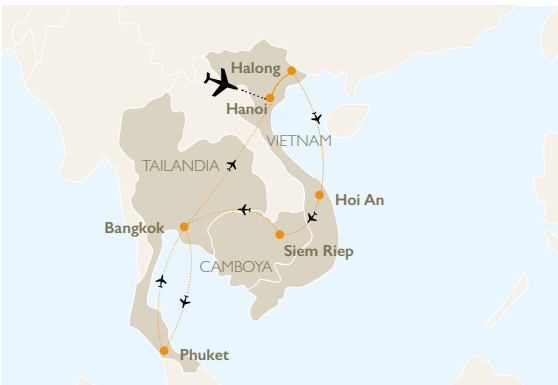 Halong
Hanoi
VIETNAM
TAILANDIA
Hoi An
Bangkok
Siem Riep
CAMBOYA
Phuket